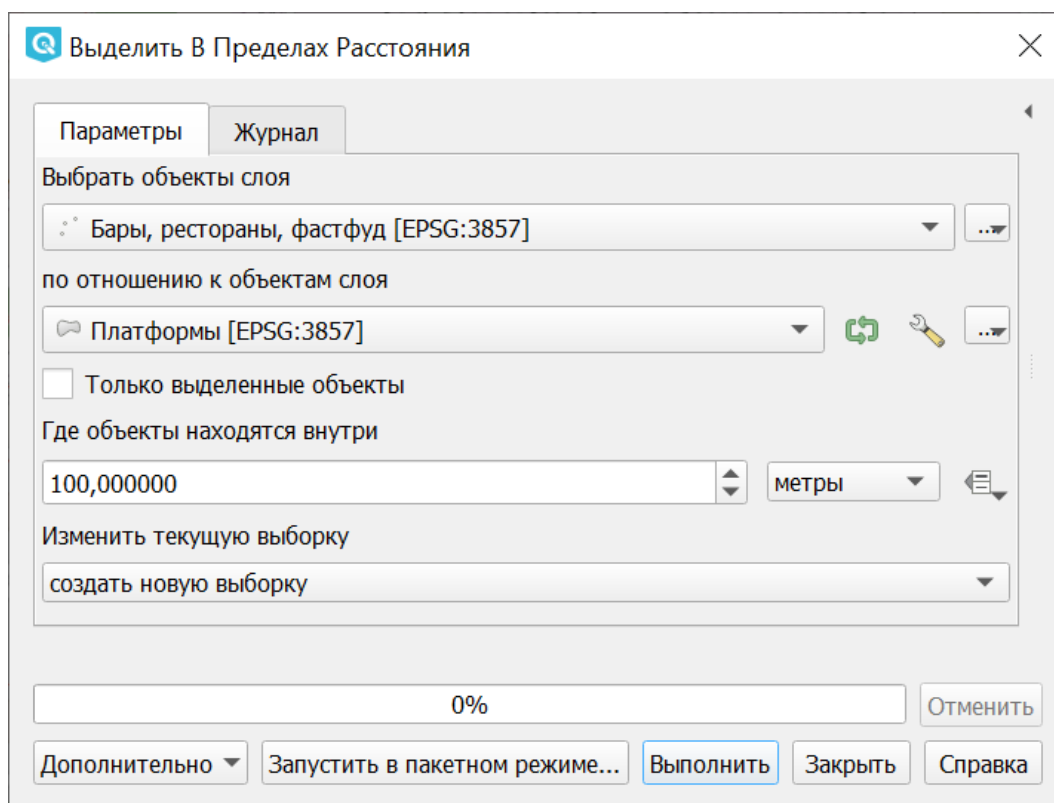 Выделить В Пределах Расстояния
Параметры Журнал
Выбрать объекты слоя
Бары, рестораны, фастфуд [EPSG:3857] ...
по отношению к объектам слоя
Платформы [EPSG:3857] ...
Только выделенные объекты
Где объекты находятся внутри
100,000000 метры
Изменить текущую выборку
создать новую выборку
0% Отменить
Дополнительно Запустить в пакетном режиме... Выполнить Закрыть Справка